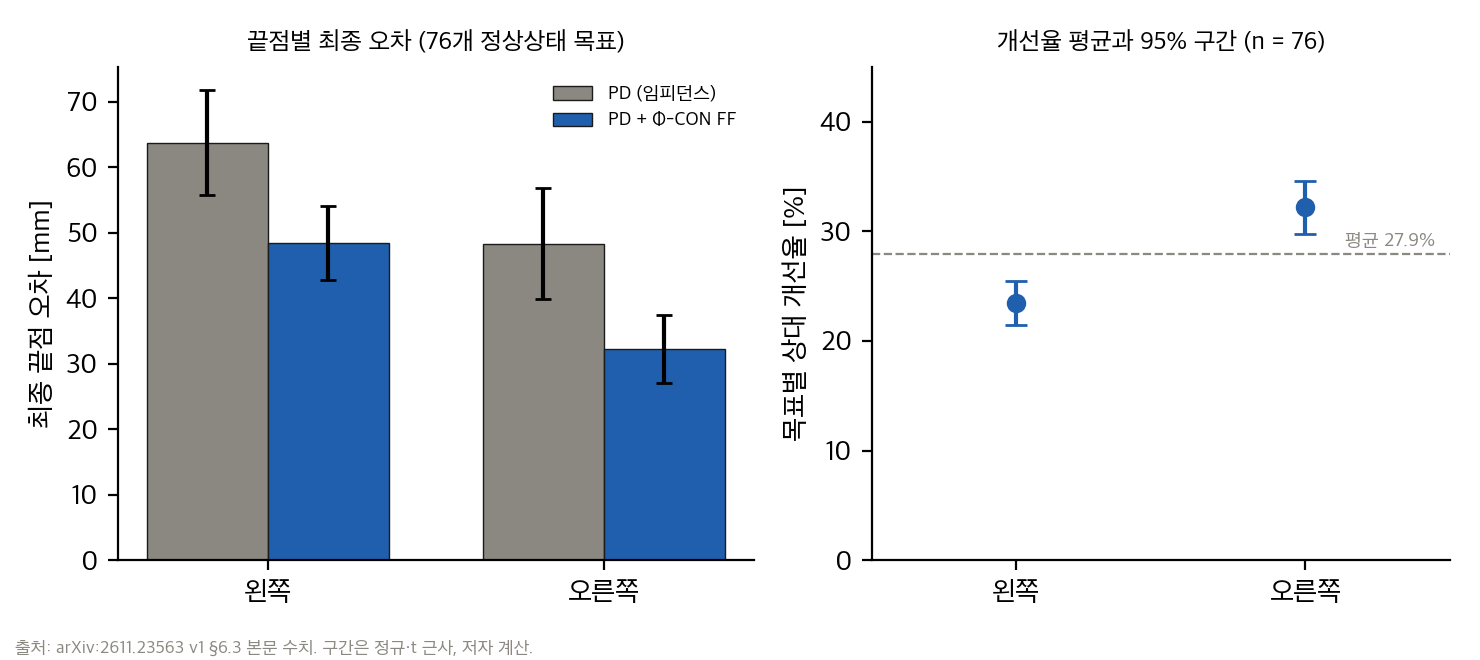 끝점별 최종 오차 (76개 정상상태 목표)
최종 끝점 오차 [mm]
70
60
50
40
30
20
10
0
PD (임피던스)
PD + Φ-CON FF
왼쪽
오른쪽
개선율 평균과 95% 구간 (n = 76)
목표별 상대 개선율 [%]
40
30
20
10
0
평균 27.9%
왼쪽
오른쪽
출처: arXiv:2611.23563 v1 §6.3 본문 수치. 구간은 정규·t 근사, 저자 계산.